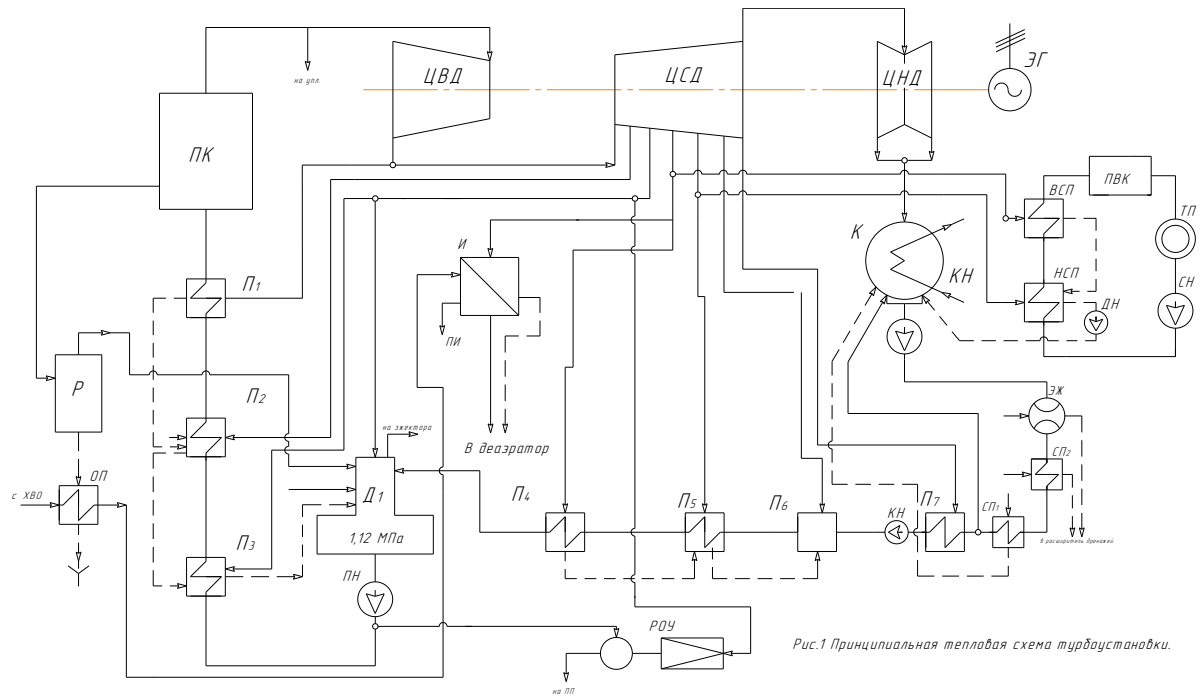 ЦВД
ЦСД
ЦНД
ЭГ
на упл.
ПК
ПВК
ВСП
ТП
К
КН
НСП
СН
ДН
И
П1
ПИ
Р
П2
ЭЖ
на эжектора
В деаэратор
СП2
ОП
с ХВО
Д1
П4
П5
П6
КН
П7
СП1
1,12 МПа
В расширитель дренажей
П3
ПН
РОУ
Рис.1 Принципиальная тепловая схема турбоустановки.
на ПП